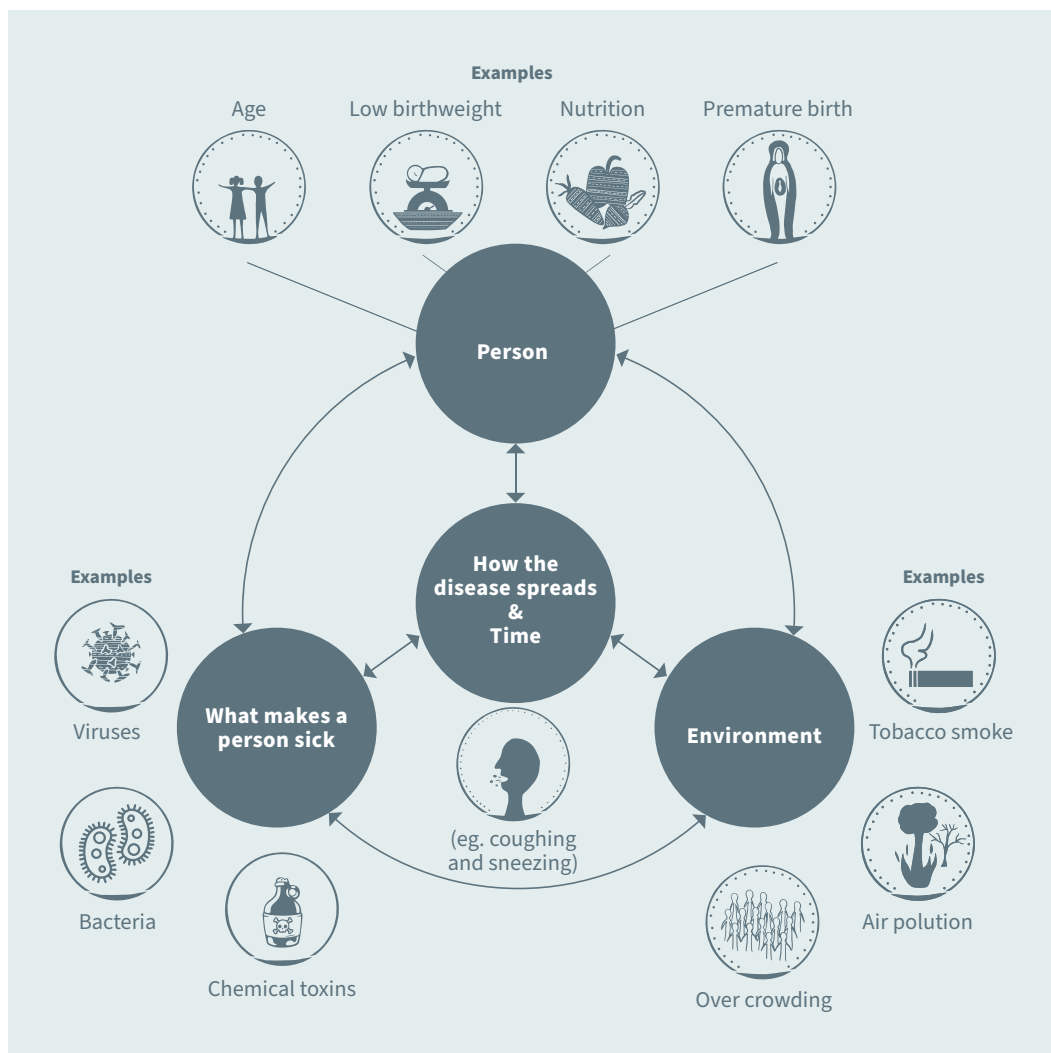 Examples
Age
Low birthweight
Nutrition
Premature birth
Person
How the
disease spreads
&
Time
Examples
Viruses
What makes a
person sick
Bacteria
Chemical toxins
(eg. coughing
and sneezing)
Environment
Examples
Tobacco smoke
Air polution
Over crowding